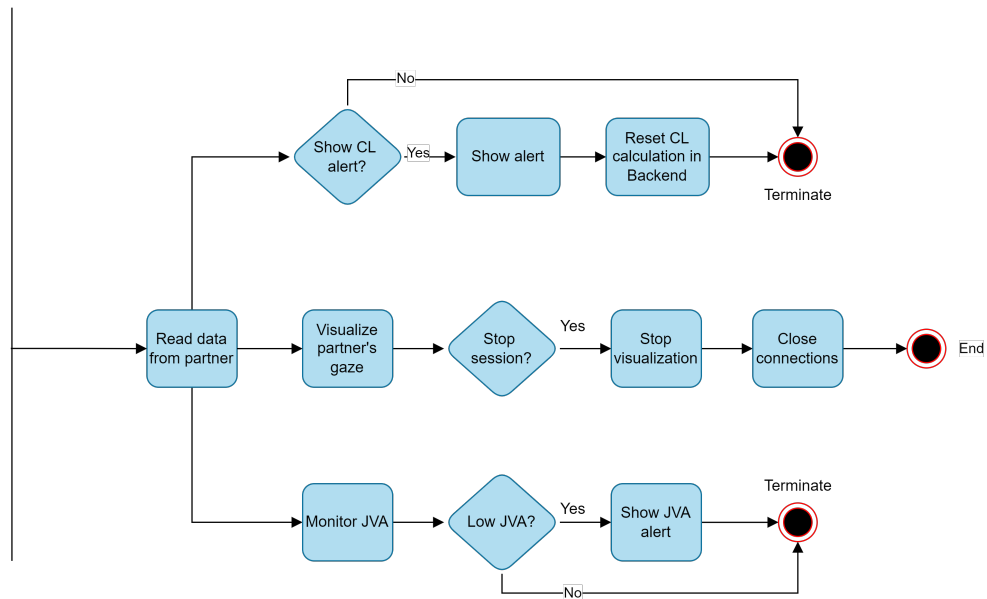 No
Show CL
alert?
Yes
Show alert
Reset CL
calculation in
Backend
Terminate
Read data
from partner
Visualize
partner's
gaze
Stop
session?
Yes
Stop
visualization
Close
connections
End
Monitor JVA
Low JVA?
Yes
Show JVA
alert
Terminate
No